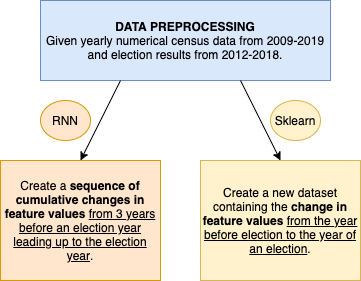 DATA PREPROCESSING
Given yearly numerical census data from 2009-2019
and election results from 2012-2018.
RNN
Sklearn
Create a sequence of
cumulative changes in
feature values from 3 years
before an election year
leading up to the election
year.
Create a new dataset
containing the change in
feature values from the year
before election to the year of
an election.